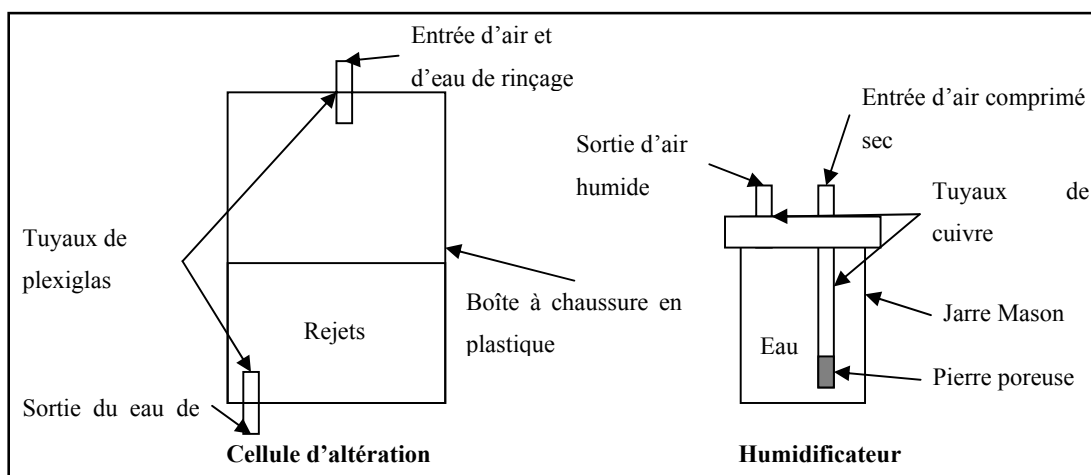 Entrée d’air et
d’eau de rinçage
Tuyaux de
plexiglas
Rejets
Boîte à chaussure en
plastique
Sortie du eau de
Cellule d’altération
Entrée d’air comprimé
sec
Sortie d’air
humide
Tuyaux de
cuivre
Eau
Jarre Mason
Pierre poreuse
Humidificateur